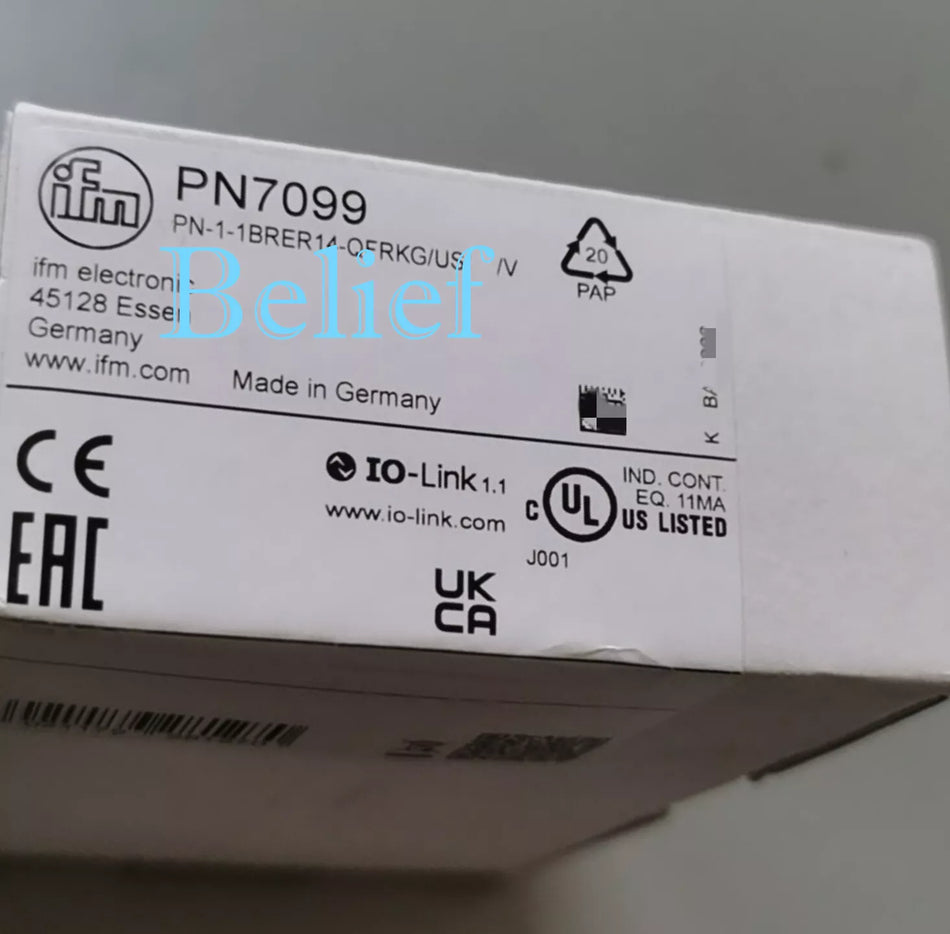 ifm
PN7099
PN-1-1BRER14-QFRKG/US /V
ifm electronic
45128 Essen
Germany
www.ifm.com
Made in Germany
Belief
20
PAP
K
CE
EAC
IO-Link 1.1
www.io-link.com
C UL US LISTED
IND. CONT.
EQ. 11MA
J001
UK
CA